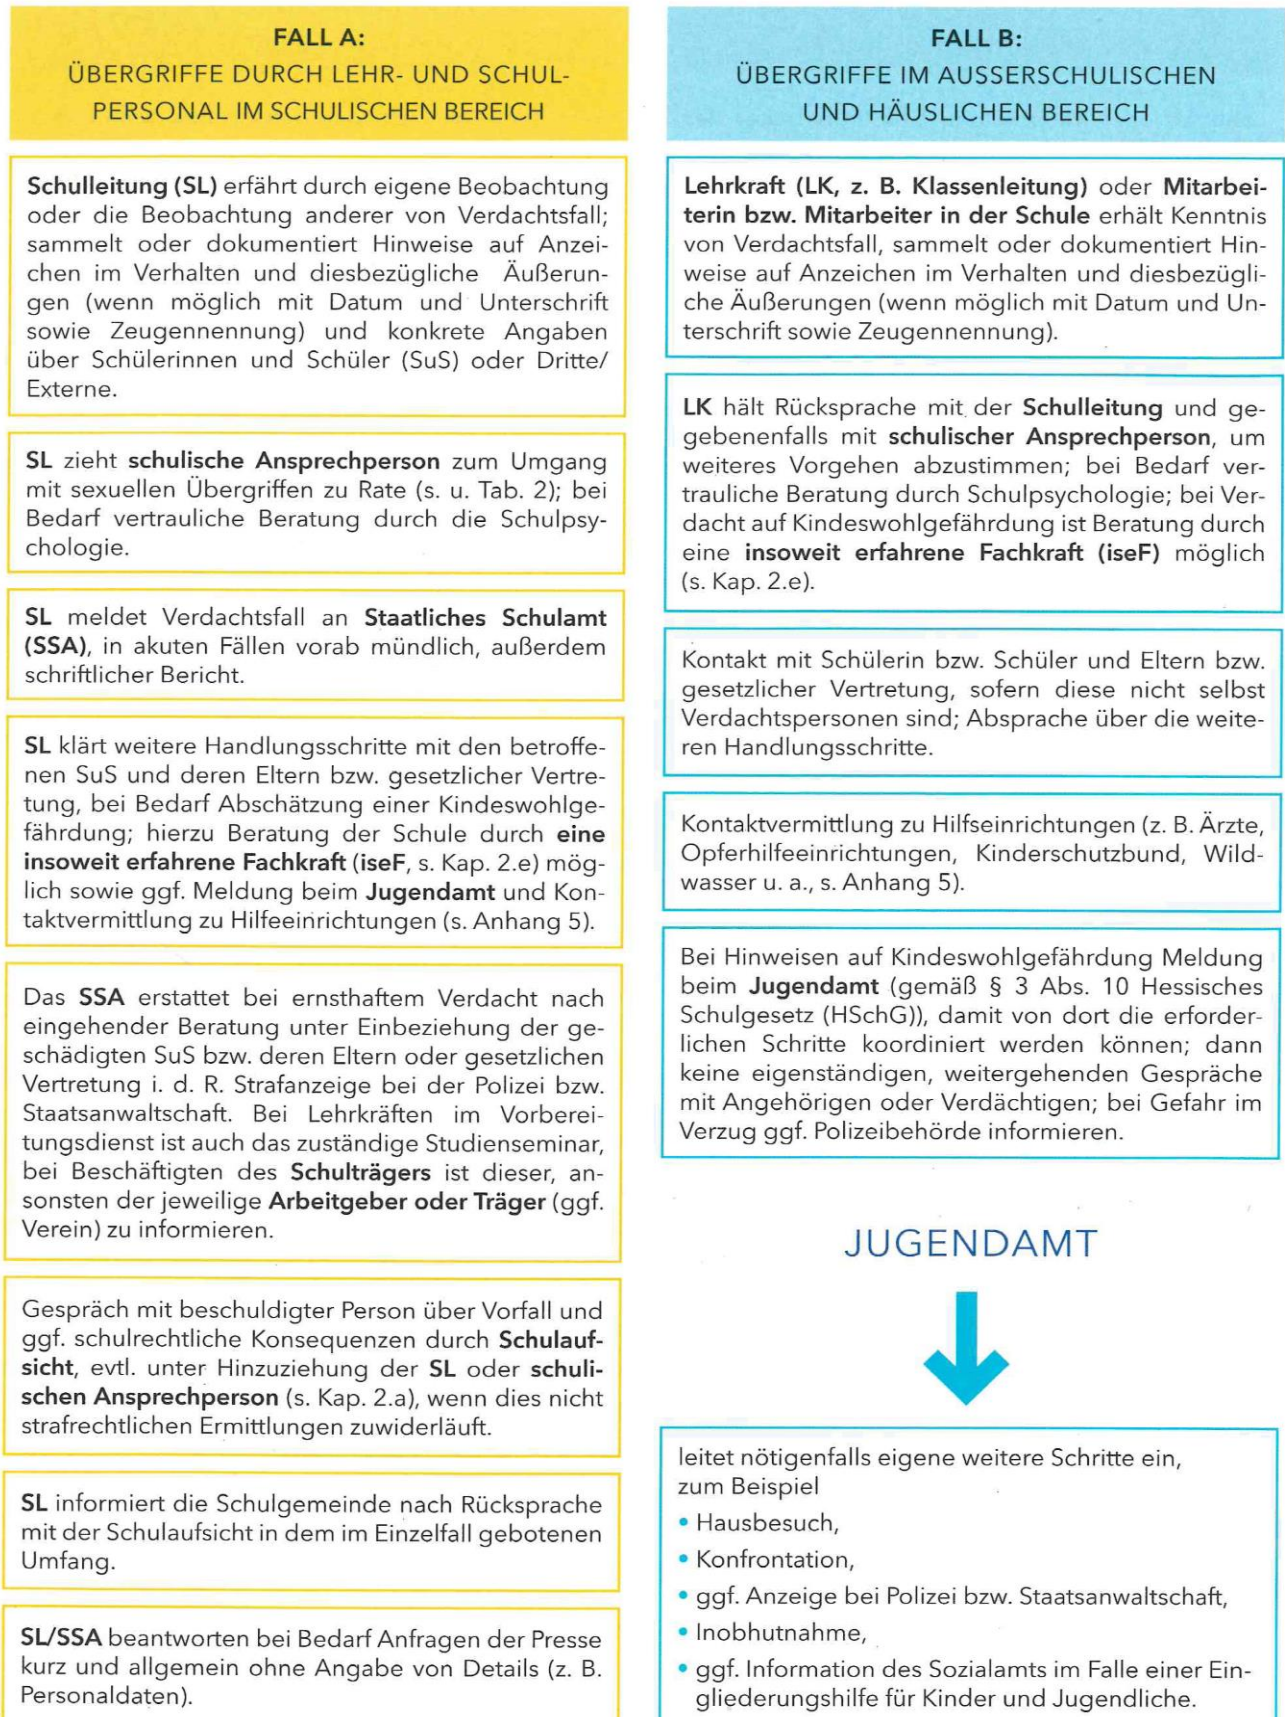 FALL A:
ÜBERGRIFFE DURCH LEHR- UND SCHUL-
PERSONAL IM SCHULISCHEN BEREICH
Schulleitung (SL) erfährt durch eigene Beobachtung
oder die Beobachtung anderer von Verdachtsfall;
sammelt oder dokumentiert Hinweise auf Anzei-
chen im Verhalten und diesbezügliche Äußerun-
gen (wenn möglich mit Datum und Unterschrift
sowie Zeugennennung) und konkrete Angaben
über Schülerinnen und Schüler (SuS) oder Dritte/
Externe.
SL zieht schulische Ansprechperson zum Umgang
mit sexuellen Übergriffen zu Rate (s. u. Tab. 2); bei
Bedarf vertrauliche Beratung durch die Schulpsy-
chologie.
SL meldet Verdachtsfall an Staatliches Schulamt
(SSA), in akuten Fällen vorab mündlich, außerdem
schriftlicher Bericht.
SL klärt weitere Handlungsschritte mit den betroffe-
nen SuS und deren Eltern bzw. gesetzlicher Vertre-
tung, bei Bedarf Abschätzung einer Kindeswohlge-
fährdung; hierzu Beratung der Schule durch eine
insoweit erfahrene Fachkraft (iseF, s. Kap. 2.e) mög-
lich sowie ggf. Meldung beim Jugendamt und Kon-
taktvermittlung zu Hilfeeinrichtungen (s. Anhang 5).
Das SSA erstattet bei ernsthaftem Verdacht nach
eingehender Beratung unter Einbeziehung der ge-
schädigten SuS bzw. deren Eltern oder gesetzlichen
Vertretung i. d. R. Strafanzeige bei der Polizei bzw.
Staatsanwaltschaft. Bei Lehrkräften im Vorberei-
tungsdienst ist auch das zuständige Studienseminar,
bei Beschäftigten des Schulträgers ist dieser, an-
sonsten der jeweilige Arbeitgeber oder Träger (ggf.
Verein) zu informieren.
Gespräch mit beschuldigter Person über Vorfall und
ggf. schulrechtliche Konsequenzen durch Schulauf-
sicht, evtl. unter Hinzuziehung der SL oder schuli-
schen Ansprechperson (s. Kap. 2.a), wenn dies nicht
strafrechtlichen Ermittlungen zuwiderläuft.
SL informiert die Schulgemeinde nach Rücksprache
mit der Schulaufsicht in dem im Einzelfall gebotenen
Umfang.
SL/SSA beantworten bei Bedarf Anfragen der Presse
kurz und allgemein ohne Angabe von Details (z. B.
Personaldaten).
FALL B:
ÜBERGRIFFE IM AUSSERSCHULISCHEN
UND HÄUSLICHEN BEREICH
Lehrkraft (LK, z. B. Klassenleitung) oder Mitarbei-
terin bzw. Mitarbeiter in der Schule erhält Kenntnis
von Verdachtsfall, sammelt oder dokumentiert Hin-
weise auf Anzeichen im Verhalten und diesbezügli-
che Äußerungen (wenn möglich mit Datum und Un-
terschrift sowie Zeugennennung).
LK hält Rücksprache mit der Schulleitung und ge-
gebenenfalls mit schulischer Ansprechperson, um
weiteres Vorgehen abzustimmen; bei Bedarf ver-
trauliche Beratung durch Schulpsychologie; bei Ver-
dacht auf Kindeswohlgefährdung ist Beratung durch
eine insoweit erfahrene Fachkraft (iseF) möglich
(s. Kap. 2.e).
Kontakt mit Schülerin bzw. Schüler und Eltern bzw.
gesetzlicher Vertretung, sofern diese nicht selbst
Verdachtspersonen sind; Absprache über die weite-
ren Handlungsschritte.
Kontaktvermittlung zu Hilfseinrichtungen (z. B. Ärzte,
Opferhilfeeinrichtungen, Kinderschutzbund, Wild-
wasser u. a., s. Anhang 5).
Bei Hinweisen auf Kindeswohlgefährdung Meldung
beim Jugendamt (gemäß § 3 Abs. 10 Hessisches
Schulgesetz (HSchG)), damit von dort die erforder-
lichen Schritte koordiniert werden können; dann
keine eigenständigen, weitergehenden Gespräche
mit Angehörigen oder Verdächtigen; bei Gefahr im
Verzug ggf. Polizeibehörde informieren.
JUGENDAMT
leitet nötigenfalls eigene weitere Schritte ein,
zum Beispiel
• Hausbesuch,
• Konfrontation,
• ggf. Anzeige bei Polizei bzw. Staatsanwaltschaft,
• Inobhutnahme,
• ggf. Information des Sozialamts im Falle einer Ein-
gliederungshilfe für Kinder und Jugendliche.